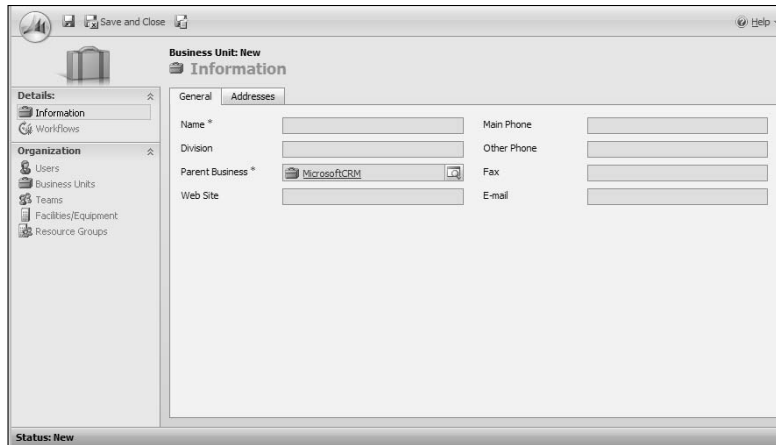 Save and Close
Help
Business Unit: New
Information
Details:
Information
Workflows
Organization
Users
Business Units
Teams
Facilities/Equipment
Resource Groups
General Addresses
Name * Main Phone
Division Other Phone
Parent Business * MicrosoftCRM Fax
Web Site E-mail
Status: New